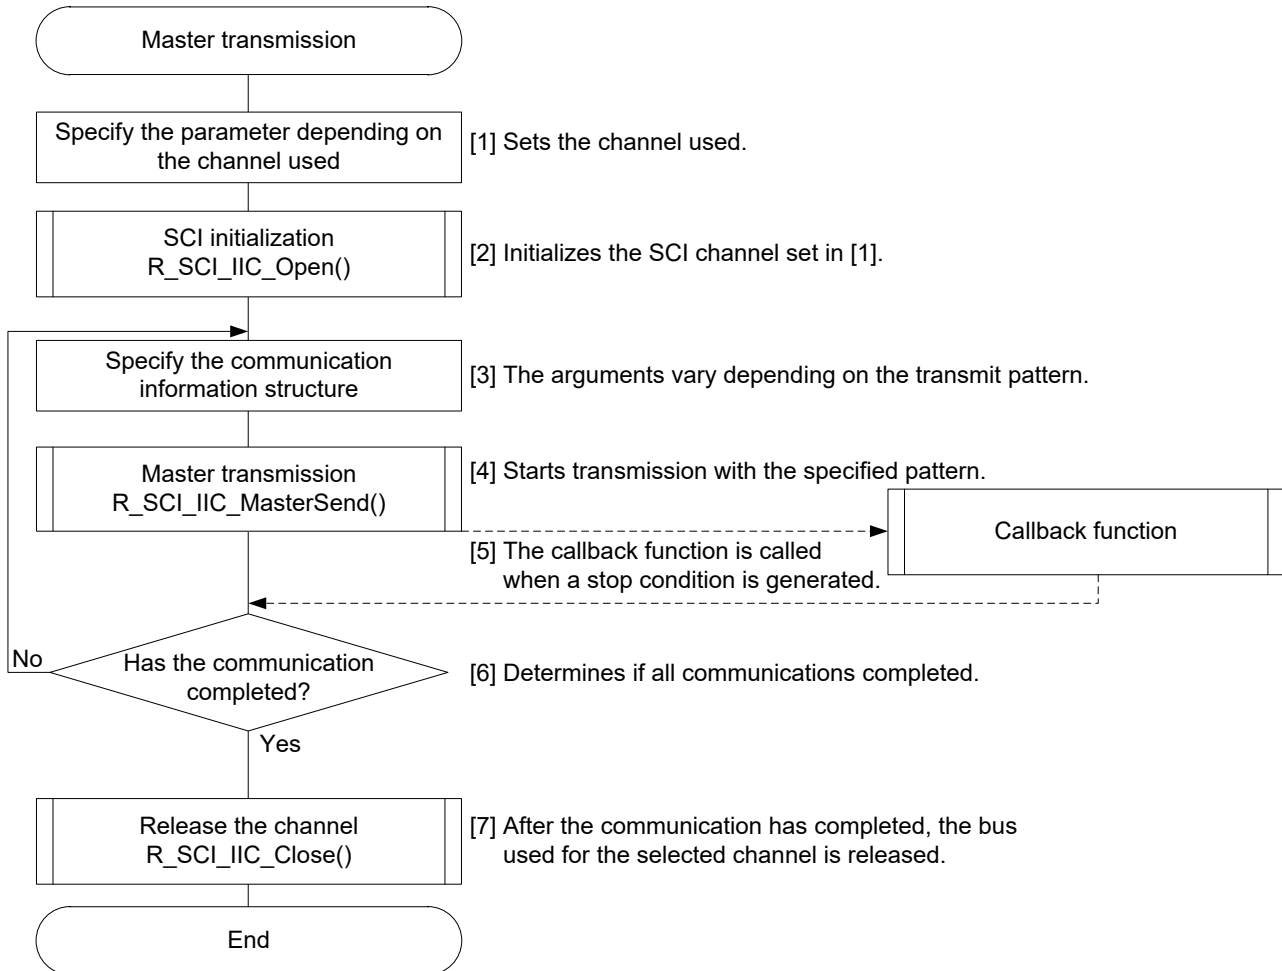 Master transmission
Specify the parameter depending on
the channel used
[1] Sets the channel used.
SCI initialization
R_SCI_IIC_Open()
[2] Initializes the SCI channel set in [1].
Specify the communication
information structure
[3] The arguments vary depending on the transmit pattern.
Master transmission
R_SCI_IIC_MasterSend()
[4] Starts transmission with the specified pattern.
Callback function
[5] The callback function is called
when a stop condition is generated.
No
Has the communication
completed?
[6] Determines if all communications completed.
Yes
Release the channel
R_SCI_IIC_Close()
[7] After the communication has completed, the bus
used for the selected channel is released.
End